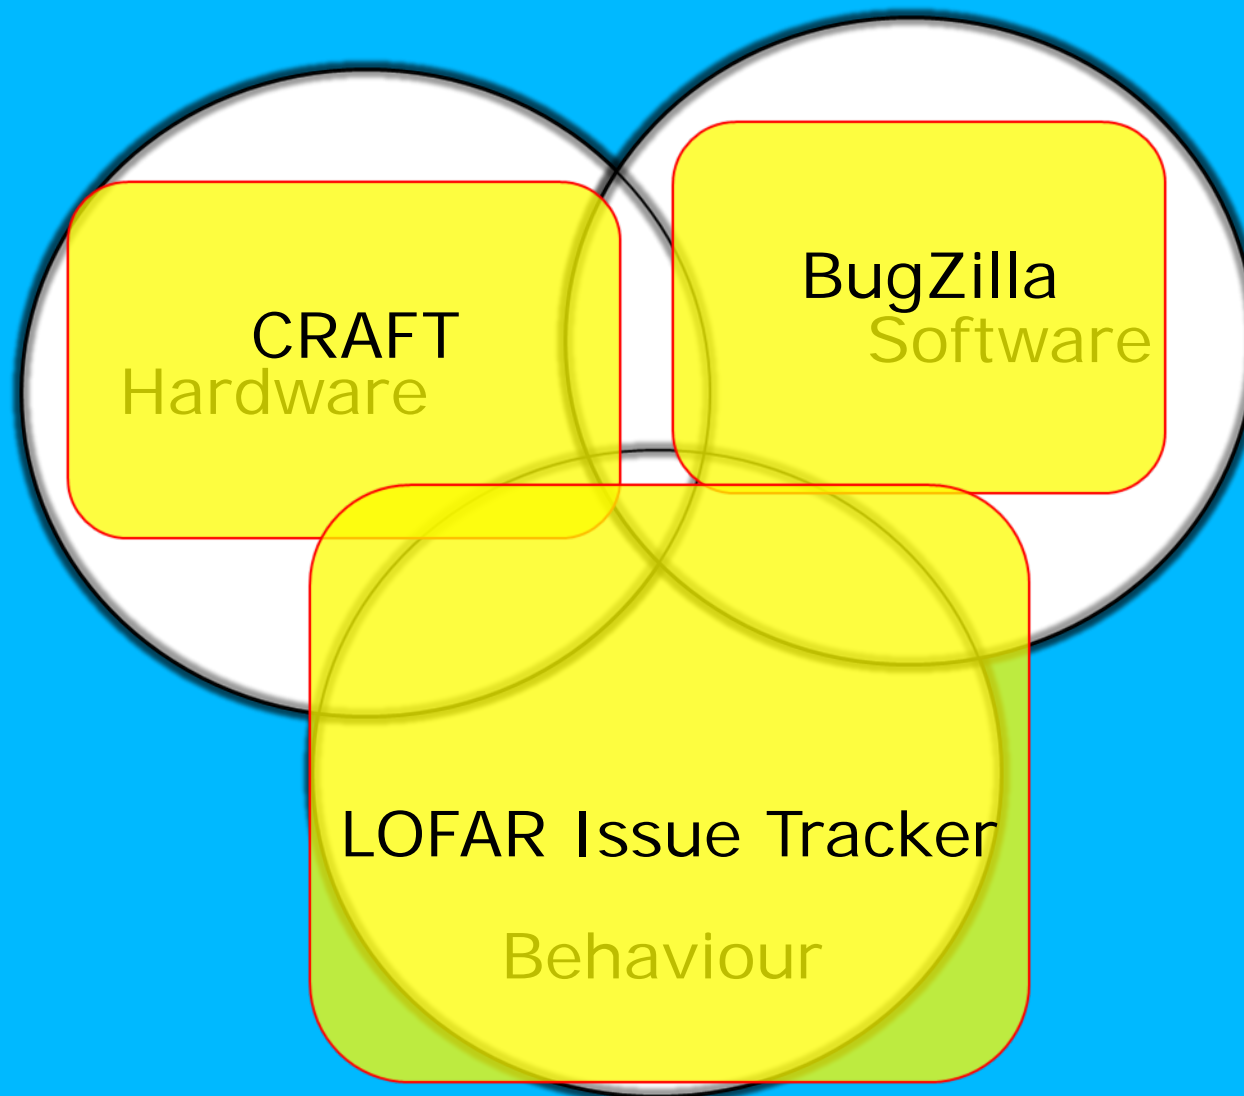 CRAFT
Hardware
BugZilla
Software
LOFAR Issue Tracker
Behaviour